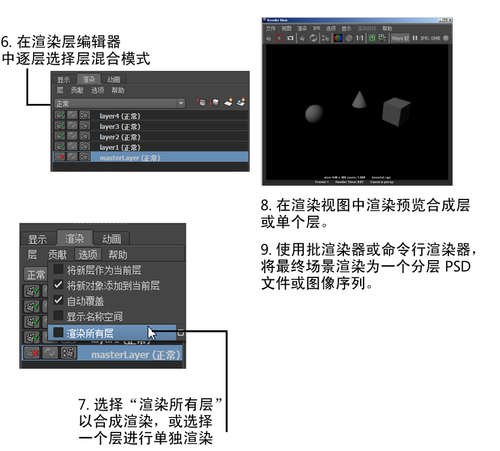 6. 在渲染层编辑器
中逐层选择层混合模式
显示 渲染 动画
层 贡献 选项 帮助
正常
layer4 (正常)
layer3 (正常)
layer2 (正常)
layer1 (正常)
masterLayer (正常)
Render View
文件 视图 渲染 IPR 选项 显示 帮助
1:1 IPR: 0MB
8. 在渲染视图中渲染预览合成层
或单个层。
9. 使用批渲染器或命令行渲染器，
将最终场景渲染为一个分层 PSD
文件或图像序列。
显示 渲染 动画
层 贡献 选项 帮助
正常
将新层作为当前层
将新对象添加到当前层
自动覆盖
显示名称空间
渲染所有层
masterLayer (正常)
7. 选择“渲染所有层”
以合成渲染，或选择
一个层进行单独渲染